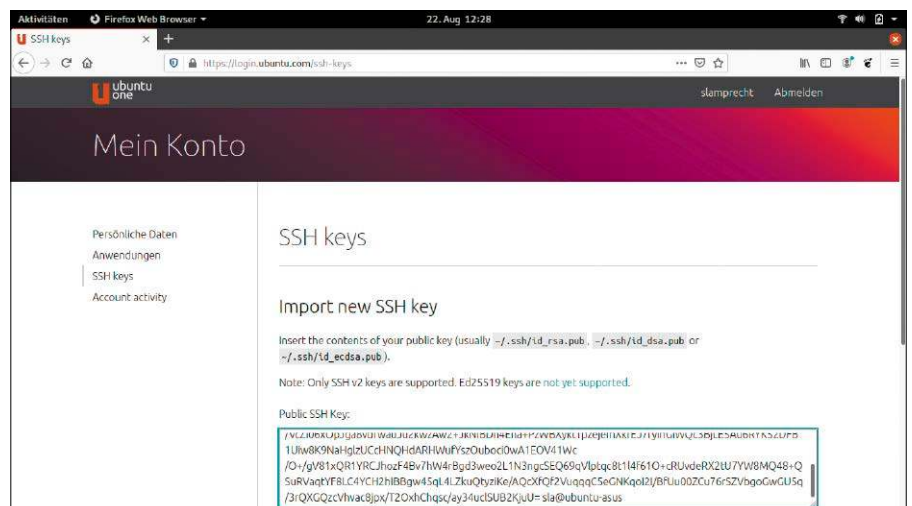 Aktivitäten Firefox Web Browser 22. Aug 12:28
SSH keys
https://login.ubuntu.com/ssh-keys
ubuntu one slamprecht Abmelden
Mein Konto
Persönliche Daten
Anwendungen
SSH keys
Account activity
SSH keys
Import new SSH key
Insert the contents of your public key (usually ~/.ssh/id_rsa.pub, ~/.ssh/id_dsa.pub or
~/.ssh/id_ecdsa.pub).
Note: Only SSH v2 keys are supported. Ed25519 keys are not yet supported.
Public SSH Key:
sla@ubuntu-asus